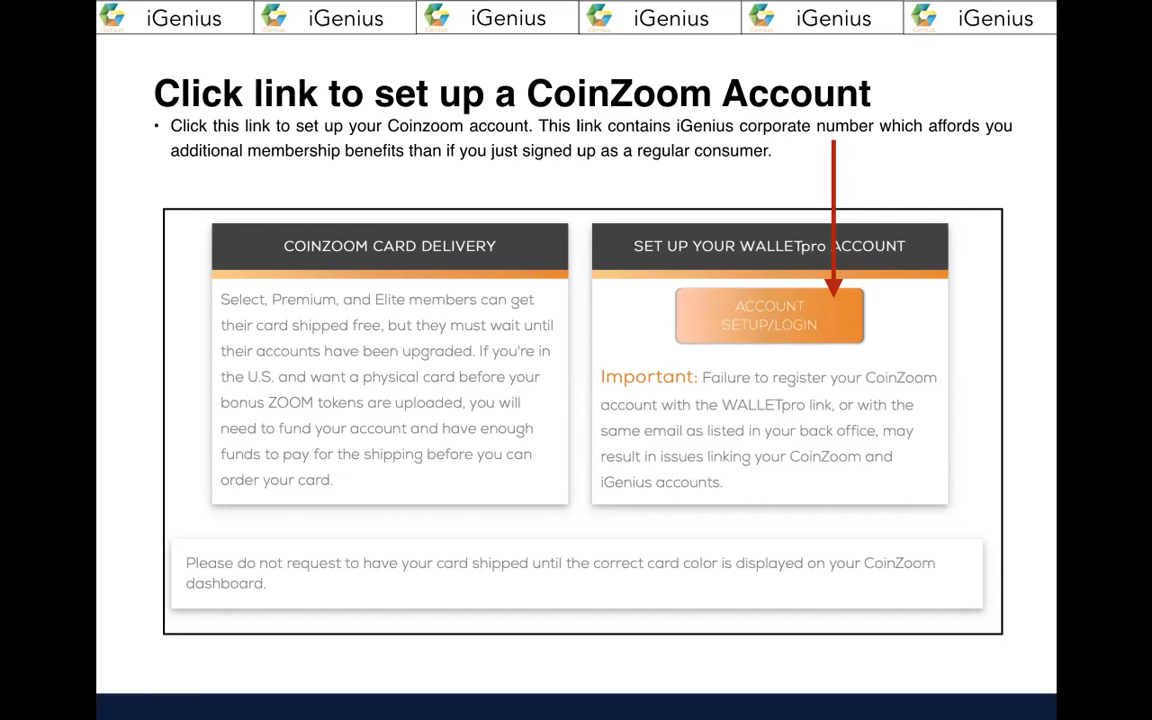 iGenius iGenius iGenius iGenius iGenius iGenius
Click link to set up a CoinZoom Account
• Click this link to set up your Coinzoom account. This link contains iGenius corporate number which affords you
additional membership benefits than if you just signed up as a regular consumer.
COINZOOM CARD DELIVERY
Select, Premium, and Elite members can get
their card shipped free, but they must wait until
their accounts have been upgraded. If you're in
the U.S. and want a physical card before your
bonus ZOOM tokens are uploaded, you will
need to fund your account and have enough
funds to pay for the shipping before you can
order your card.
SET UP YOUR WALLETpro ACCOUNT
ACCOUNT
SETUP/LOGIN
Important: Failure to register your CoinZoom
account with the WALLETpro link, or with the
same email as listed in your back office, may
result in issues linking your CoinZoom and
iGenius accounts.
Please do not request to have your card shipped until the correct card color is displayed on your CoinZoom
dashboard.